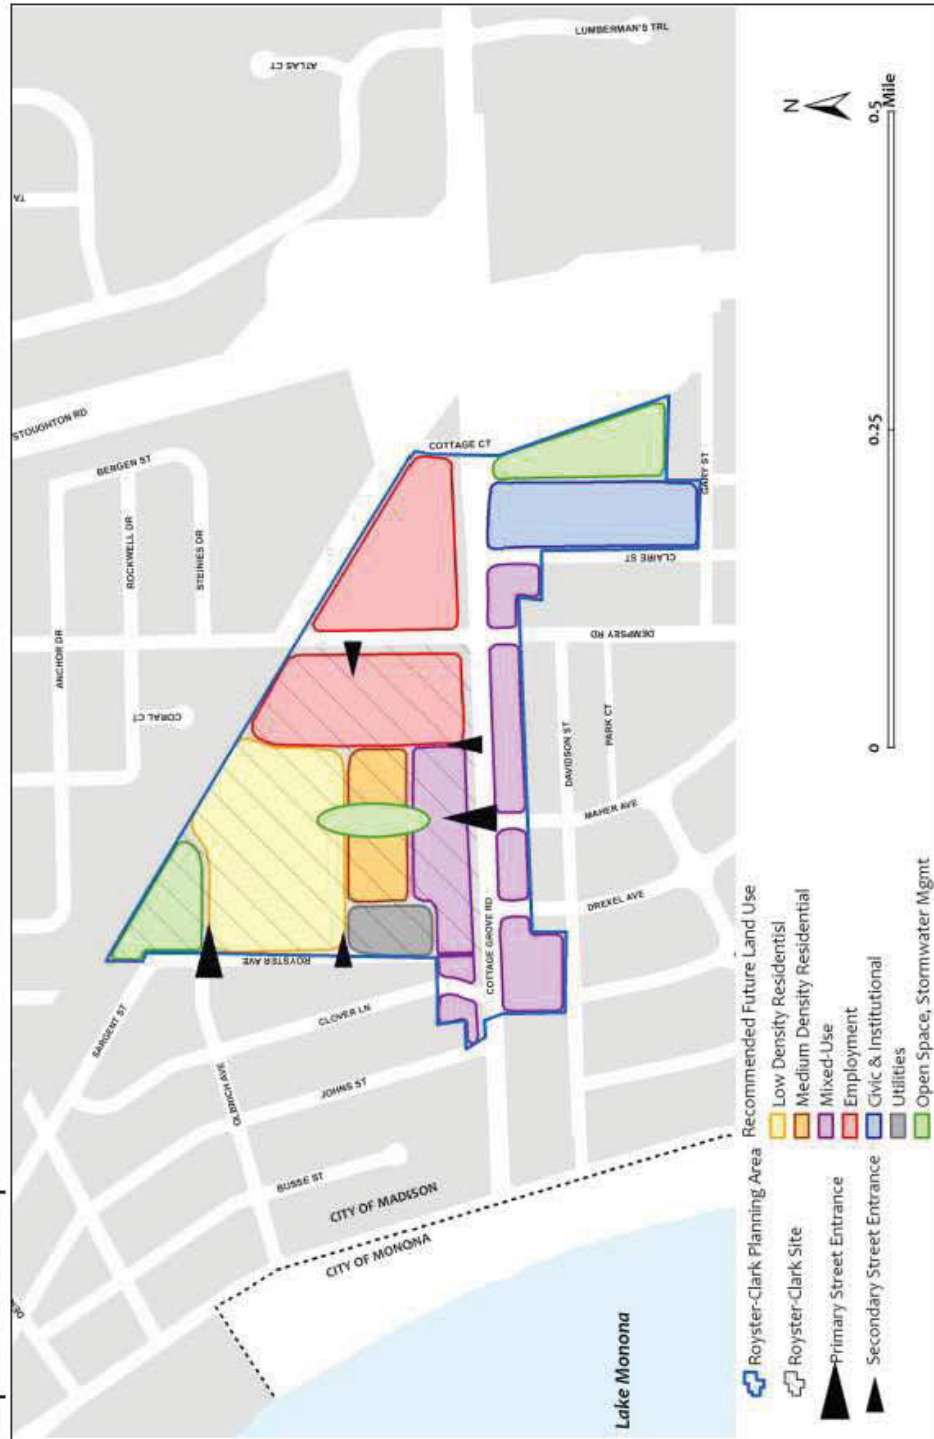 LUMBERMAN'S TRL
ATLAS CT
TA
STOUGHTON RD
BERGEN ST
ROCKWELL DR
STEINIES DR
ANCHOR DR
CORAL CT
COTTAGE CT
GARY ST
CLAIRE ST
DEMPSEY RD
DAVIDSON ST
PARK CT
MAHER AVE
DREXEL AVE
COTTAGE GROVE RD
ROYSTER AVE
SARGENT ST
CLOVER LN
OLBRICH AVE
JOHNS ST
BUSSE ST
CITY OF MADISON
CITY OF MONONA
Lake Monona
N
0
0.25
0.5
Mile
Royster-Clark Planning Area
Royster-Clark Site
Primary Street Entrance
Secondary Street Entrance
Recommended Future Land Use
Low Density Residentisl
Medium Density Residential
Mixed-Use
Employment
Civic & Institutional
Utilities
Open Space, Stormwater Mgmt